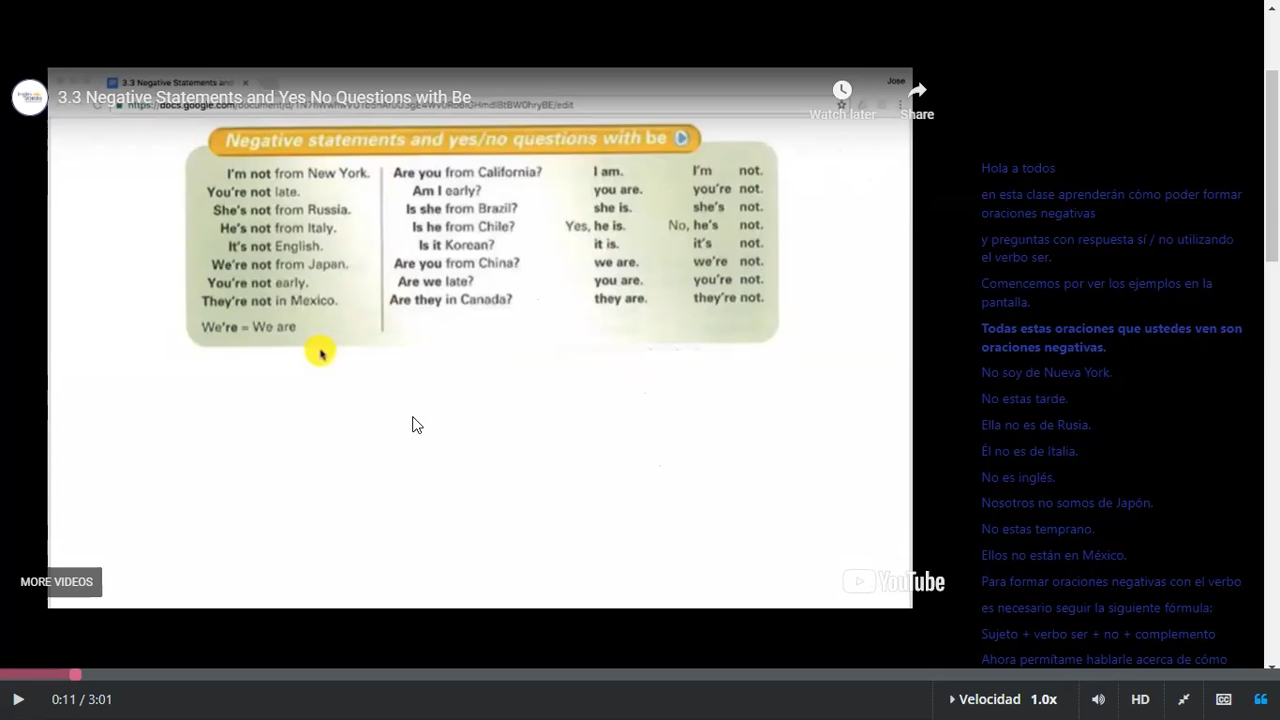 3.3 Negative Statements and
Jose
3.3 Negative Statements and Yes No Questions with Be
Watch later
Share
Negative statements and yes/no questions with be
I'm not from New York.
You're not late.
She's not from Russia.
He's not from Italy.
It's not English.
We're not from Japan.
You're not early.
They're not in Mexico.
We're = We are
Are you from California?
Am I early?
Is she from Brazil?
Is he from Chile?
Is it Korean?
Are you from China?
Are we late?
Are they in Canada?
I am.
you are.
she is.
Yes, he is.
it is.
we are.
you are.
they are.
I'm not.
you're not.
she's not.
No, he's not.
it's not.
we're not.
you're not.
they're not.
MORE VIDEOS
YouTube
Hola a todos
en esta clase aprenderán cómo poder formar
oraciones negativas
y preguntas con respuesta sí / no utilizando
el verbo ser.
Comencemos por ver los ejemplos en la
pantalla.
Todas estas oraciones que ustedes ven son
oraciones negativas.
No soy de Nueva York.
No estas tarde.
Ella no es de Rusia.
Él no es de Italia.
No es inglés.
Nosotros no somos de Japón.
No estas temprano.
Ellos no están en México.
Para formar oraciones negativas con el verbo
es necesario seguir la siguiente fórmula:
Sujeto + verbo ser + no + complemento
Ahora permítame hablarle acerca de cómo
0:11 / 3:01
Velocidad 1.0x
HD